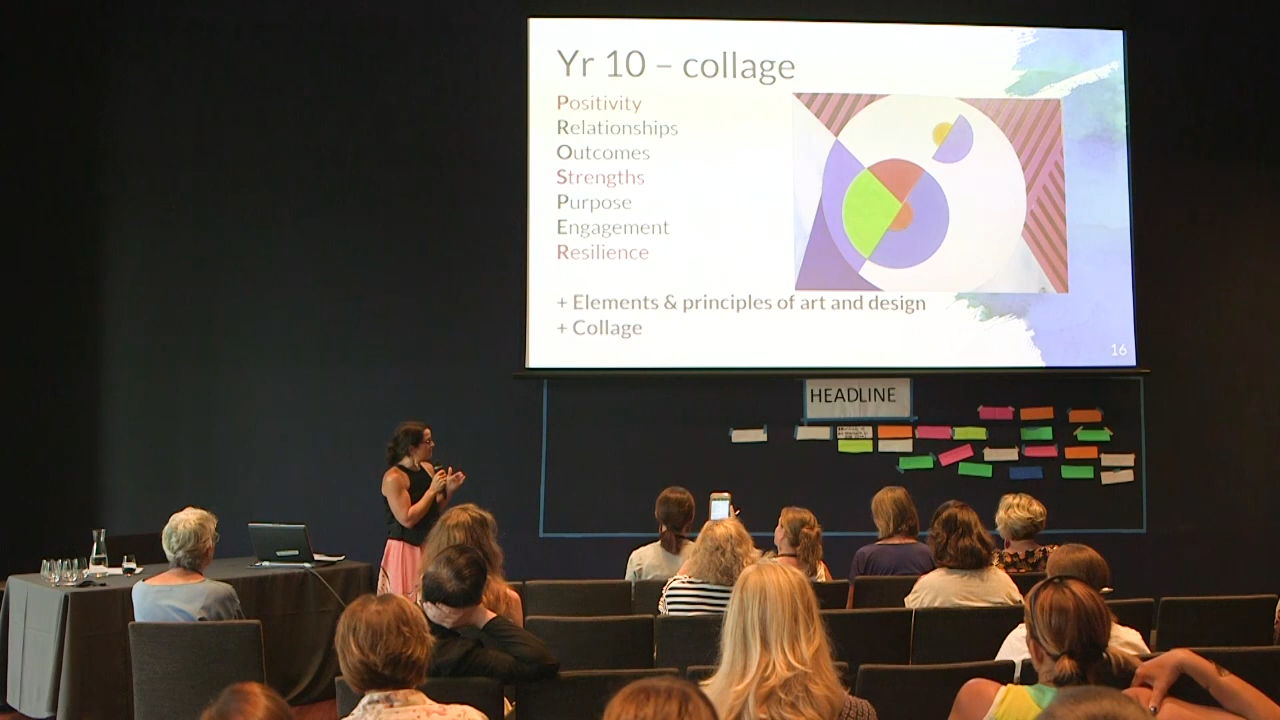 Yr 10 – collage
Positivity
Relationships
Outcomes
Strengths
Purpose
Engagement
Resilience
+ Elements & principles of art and design
+ Collage
16
HEADLINE